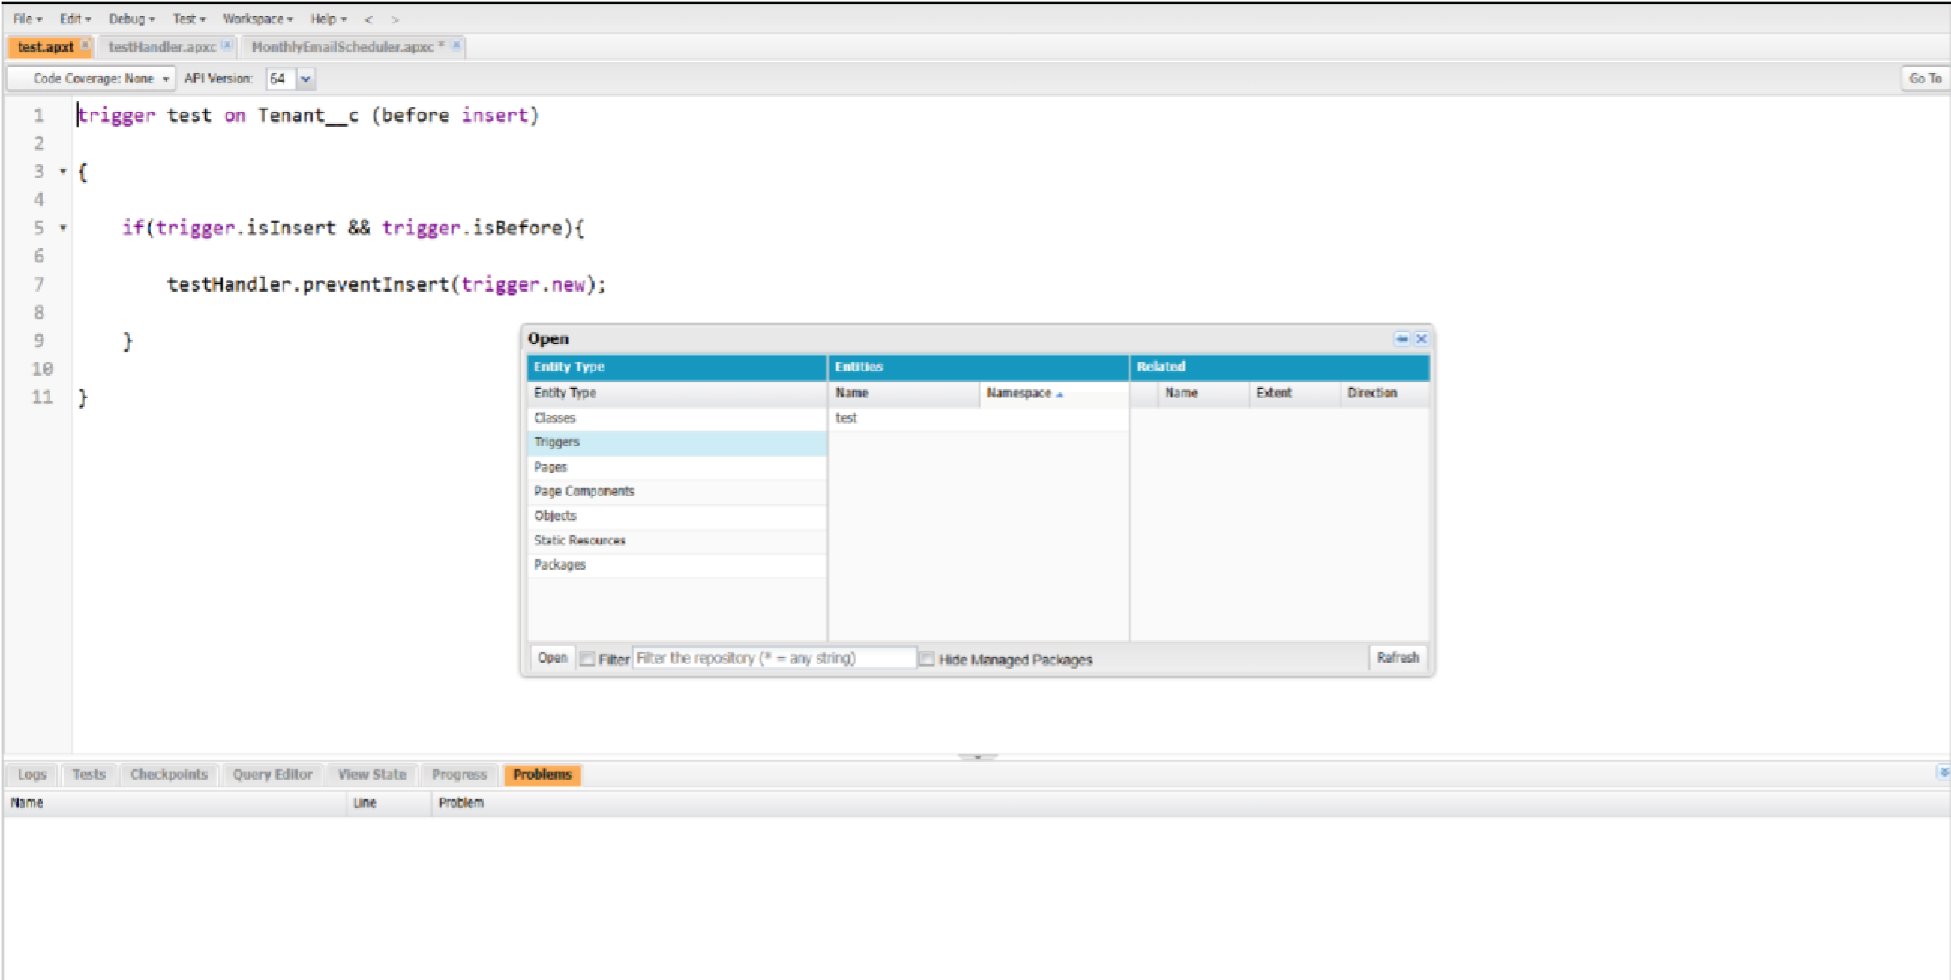 File Edit Debug Test Workspace Help < >
test.apxt testHandler.apxc MonthlyEmailScheduler.apxc *
Code Coverage: None API Version: 64 Go To
1 trigger test on Tenant__c (before insert)
2
3 {
4
5 if(trigger.isInsert && trigger.isBefore){
6
7 testHandler.preventInsert(trigger.new);
8
9 }
10
11 }
Open
Entity Type Entities Related
Entity Type Name Namespace Name Extent Direction
Classes test
Triggers
Pages
Page Components
Objects
Static Resources
Packages
Open Filter Filter the repository (* = any string) Hide Managed Packages Refresh
Logs Tests Checkpoints Query Editor View State Progress Problems
Name Line Problem